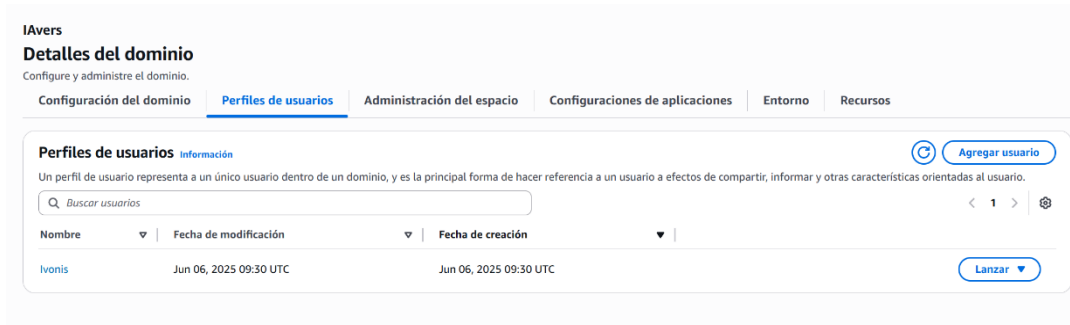 IAvers
Detalles del dominio
Configure y administre el dominio.
Configuración del dominio Perfiles de usuarios Administración del espacio Configuraciones de aplicaciones Entorno Recursos
Perfiles de usuarios Información Agregar usuario
Un perfil de usuario representa a un único usuario dentro de un dominio, y es la principal forma de hacer referencia a un usuario a efectos de compartir, informar y otras características orientadas al usuario.
Buscar usuarios 1
Nombre Fecha de modificación Fecha de creación
Ivonis Jun 06, 2025 09:30 UTC Jun 06, 2025 09:30 UTC Lanzar